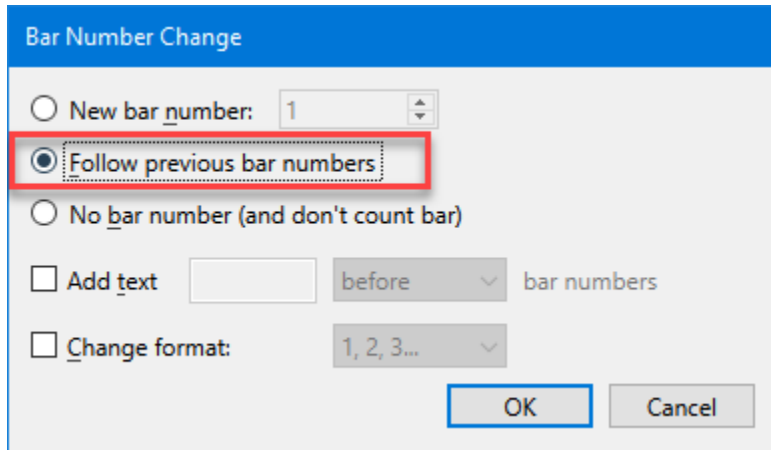 Bar Number Change
New bar number: 1
Follow previous bar numbers
No bar number (and don't count bar)
Add text before bar numbers
Change format: 1, 2, 3...
OK Cancel